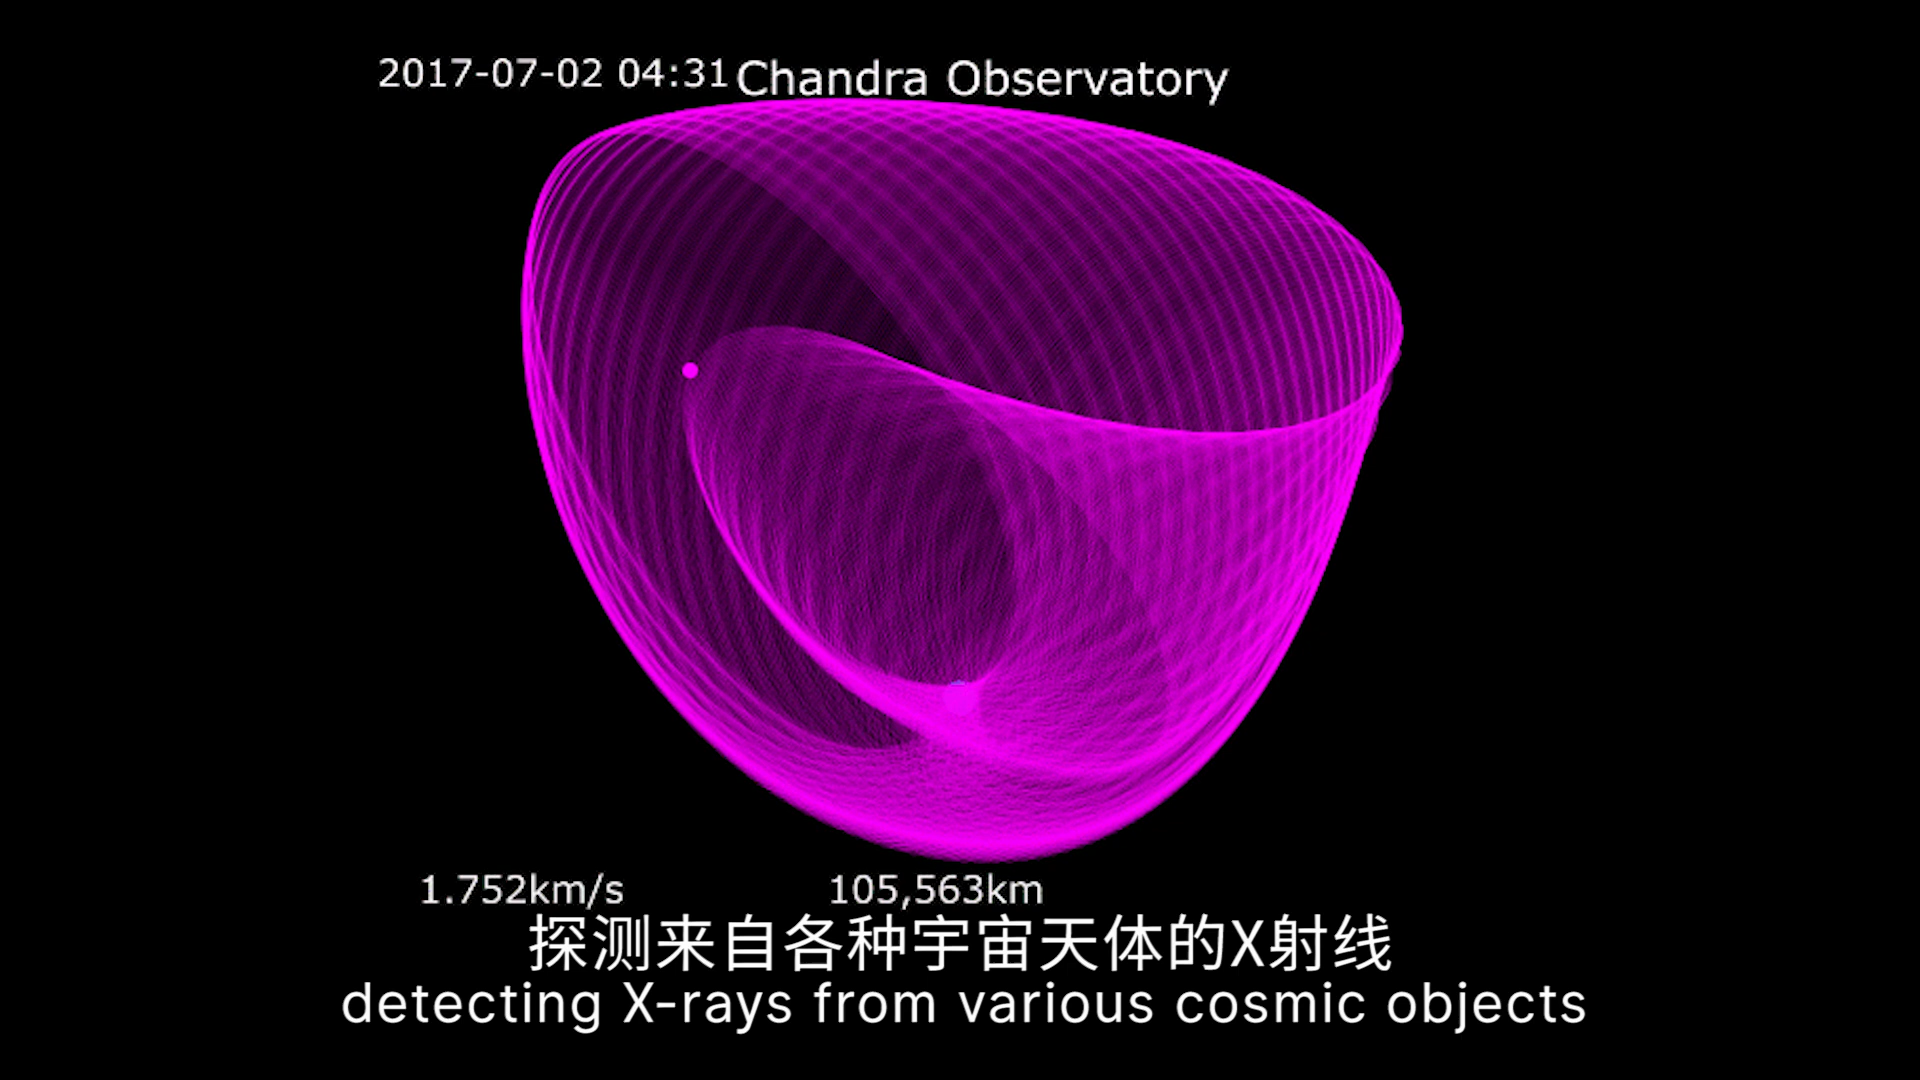 2017-07-02 04:31 Chandra Observatory
1.752km/s 105,563km
探测来自各种宇宙天体的X射线
detecting X-rays from various cosmic objects